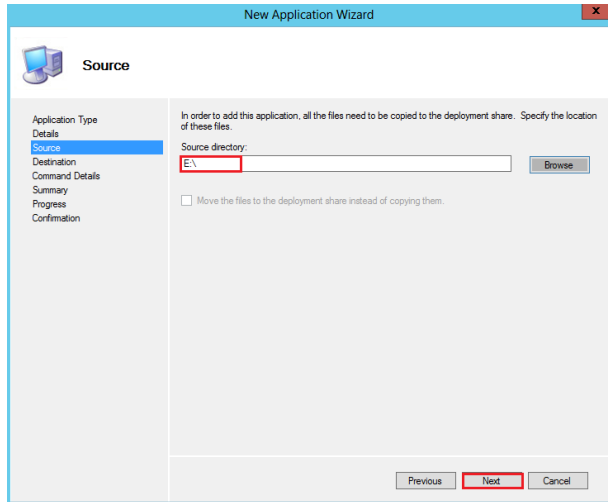 New Application Wizard
x
Source
Application Type
Details
Source
Destination
Command Details
Summary
Progress
Confirmation
In order to add this application, all the files need to be copied to the deployment share. Specify the location
of these files.
Source directory:
E:\
Browse
Move the files to the deployment share instead of copying them.
Previous
Next
Cancel